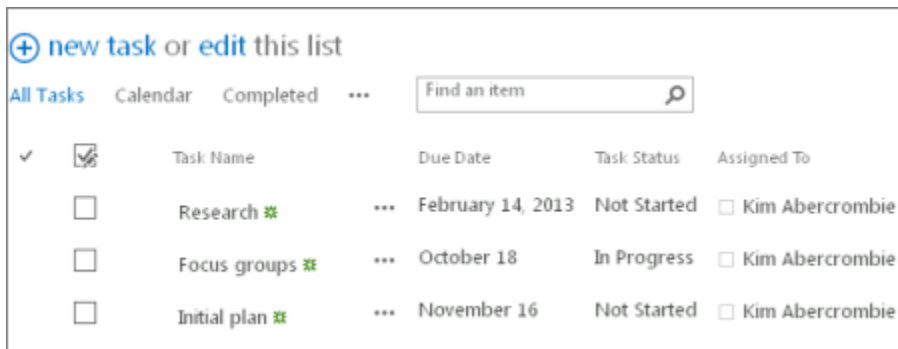 new task or edit this list
All Tasks Calendar Completed ••• Find an item
Task Name Due Date Task Status Assigned To
Research ••• February 14, 2013 Not Started Kim Abercrombie
Focus groups ••• October 18 In Progress Kim Abercrombie
Initial plan ••• November 16 Not Started Kim Abercrombie